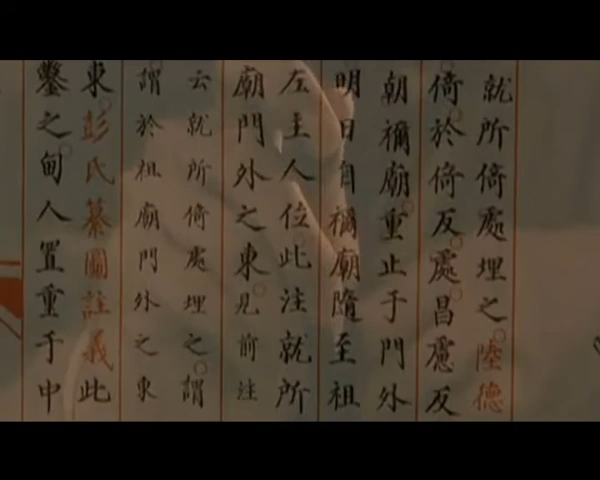 就所倚處埋之陸德
倚於倚反處昌慮反
朝禰廟重止于門外
明日自禰廟隨至祖
左主人位此注就所
廟門外之東見前注
云就所倚處埋之謂
謂於祖廟門外之東
東彭氏纂圖註義此
鑿之甸人置重于中